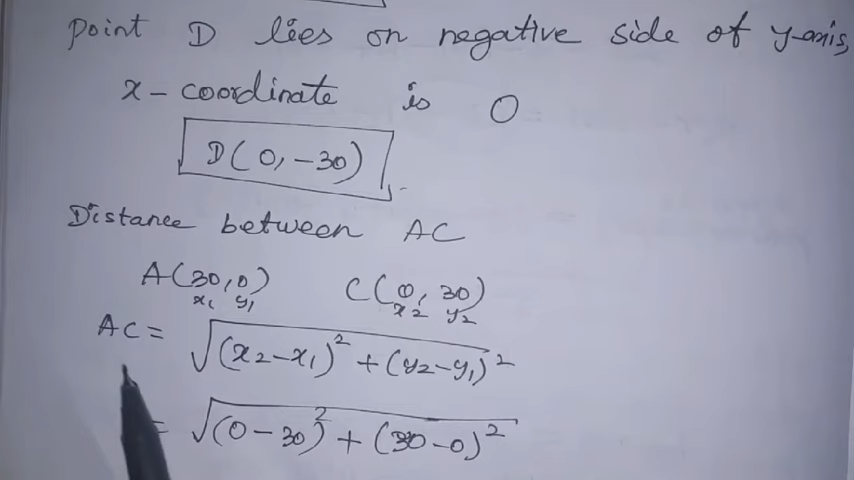 point D lies on negative side of y-axis,
x - coordinate is 0
D(0, -30)
Distance between AC
A(30, 0) C(0, 30)
x₁ y₁ x₂ y₂
AC = √(x₂-x₁)² + (y₂-y₁)²
= √(0-30)² + (30-0)²